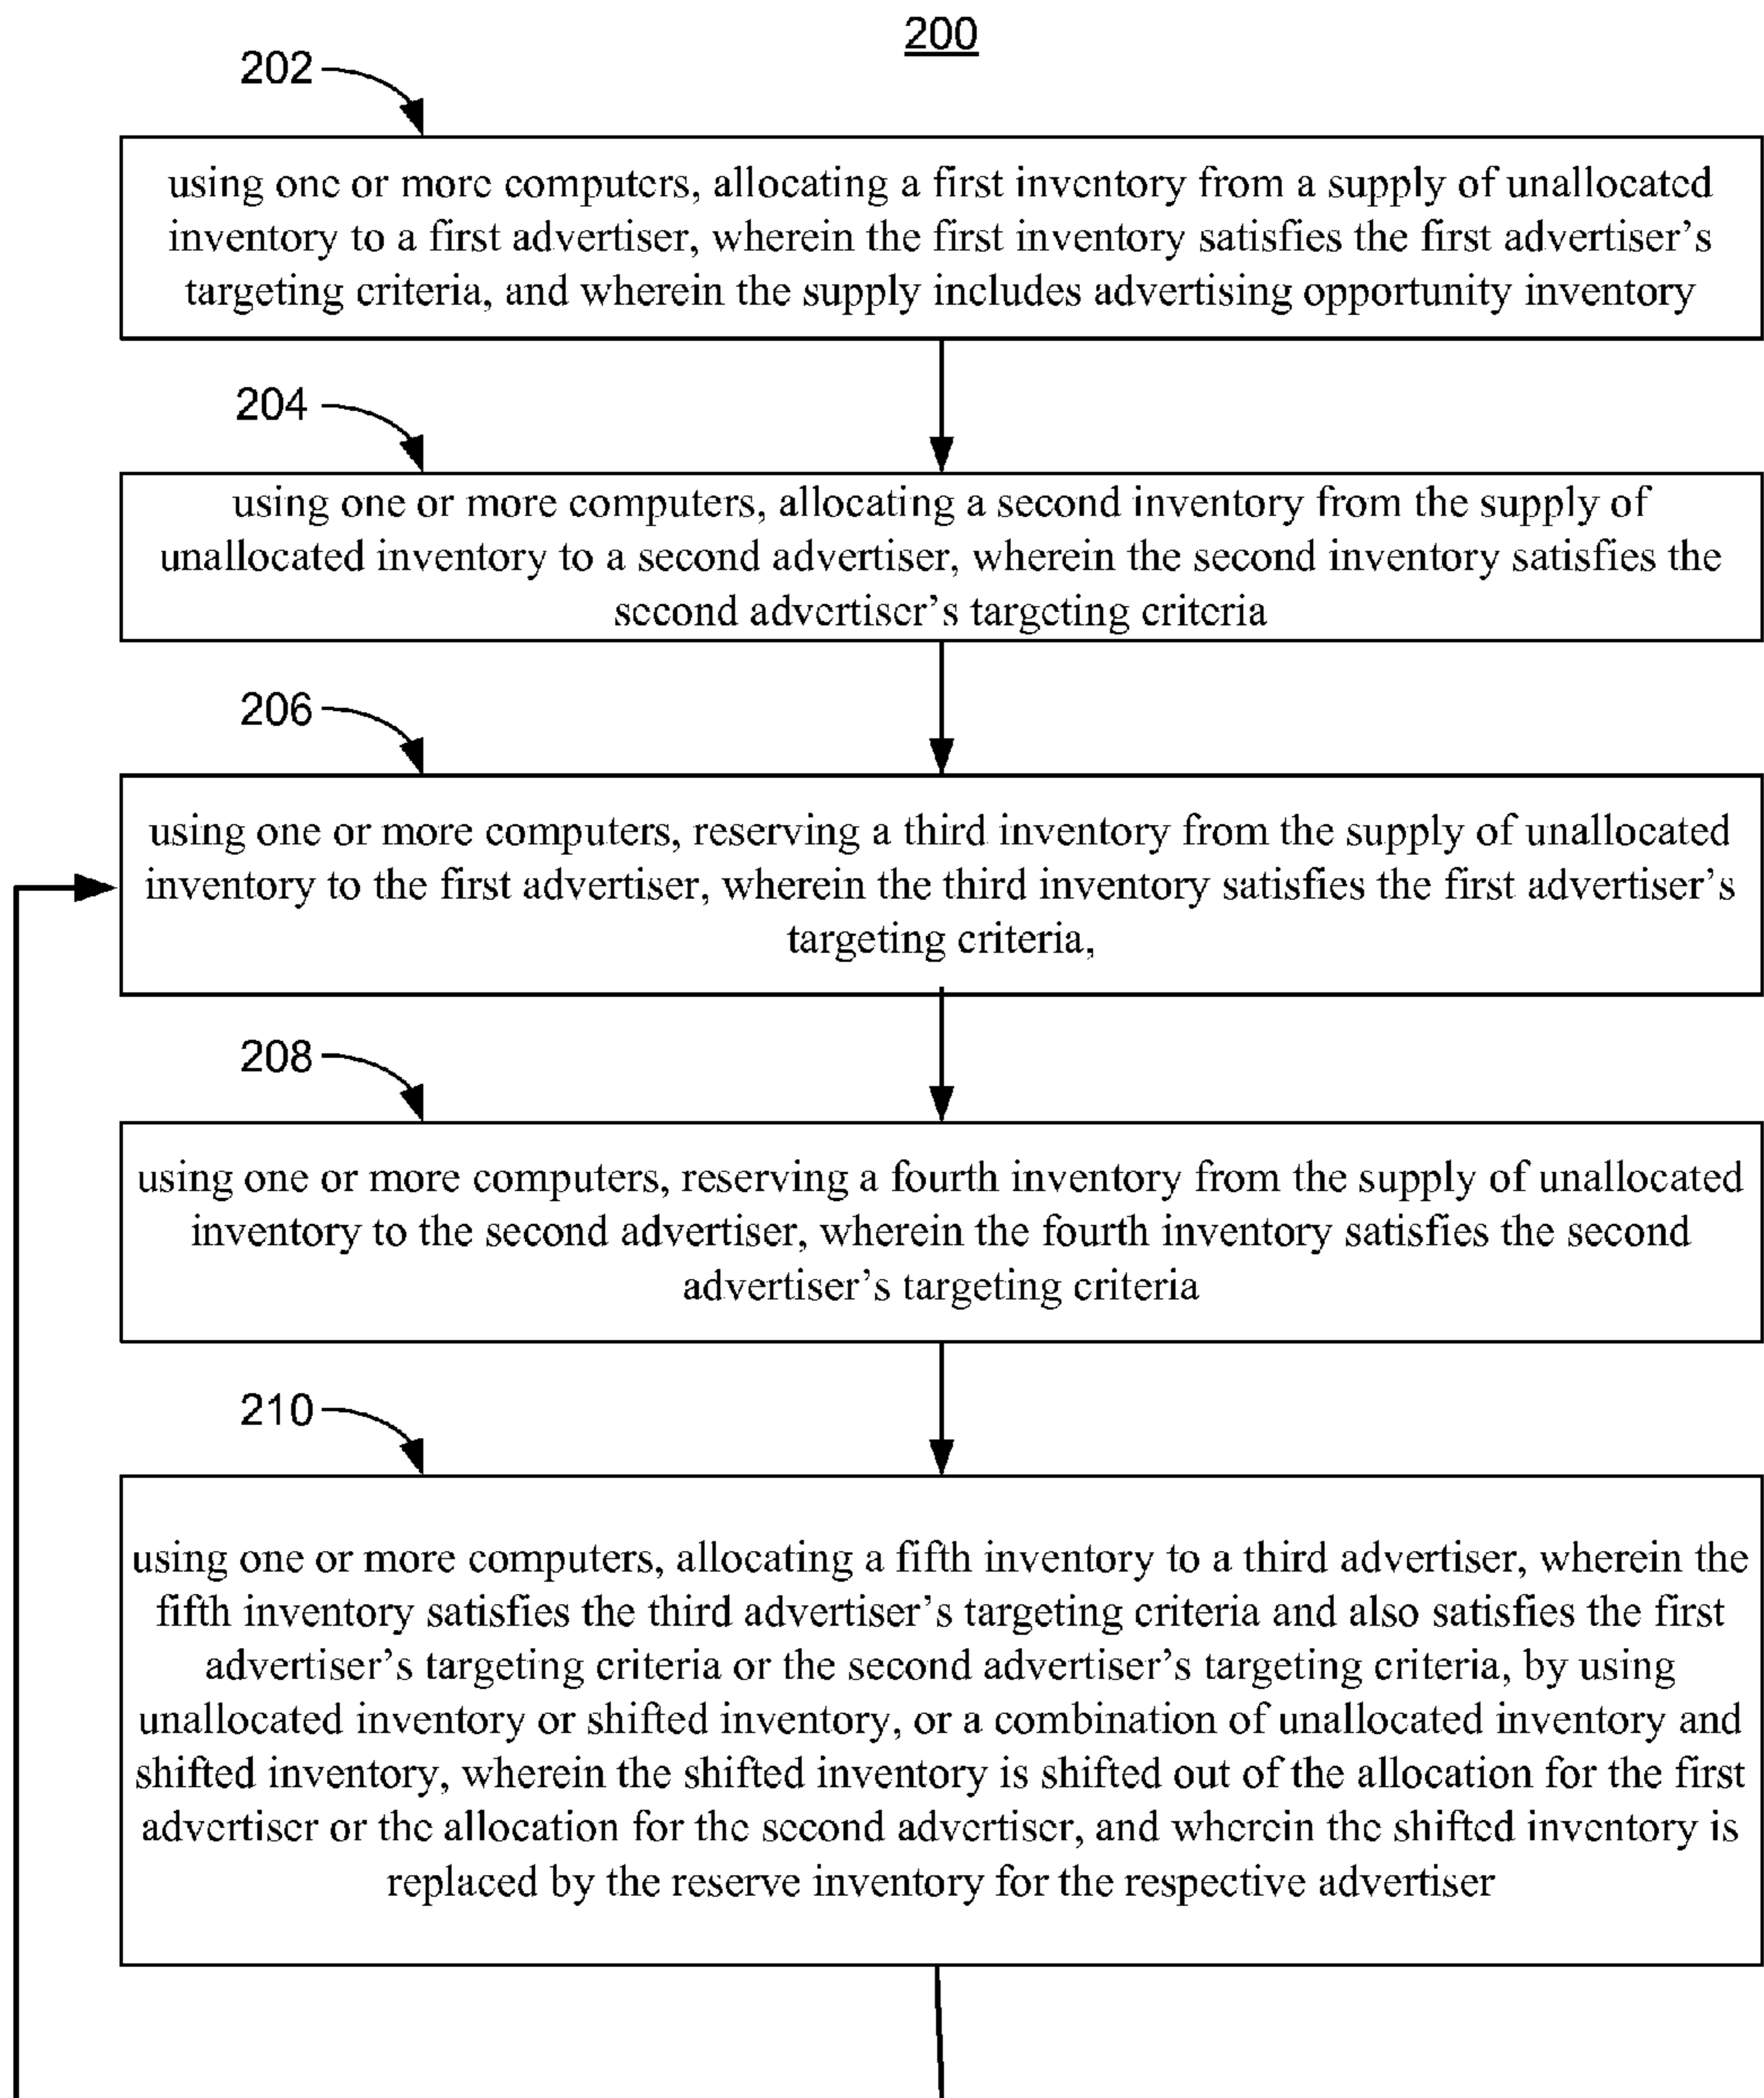 200
202
using one or more computers, allocating a first inventory from a supply of unallocated
inventory to a first advertiser, wherein the first inventory satisfies the first advertiser’s
targeting criteria, and wherein the supply includes advertising opportunity inventory
204
using one or more computers, allocating a second inventory from the supply of
unallocated inventory to a second advertiser, wherein the second inventory satisfies the
second advertiser’s targeting criteria
206
using one or more computers, reserving a third inventory from the supply of unallocated
inventory to the first advertiser, wherein the third inventory satisfies the first advertiser’s
targeting criteria,
208
using one or more computers, reserving a fourth inventory from the supply of unallocated
inventory to the second advertiser, wherein the fourth inventory satisfies the second
advertiser’s targeting criteria
210
using one or more computers, allocating a fifth inventory to a third advertiser, wherein the
fifth inventory satisfies the third advertiser’s targeting criteria and also satisfies the first
advertiser’s targeting criteria or the second advertiser’s targeting criteria, by using
unallocated inventory or shifted inventory, or a combination of unallocated inventory and
shifted inventory, wherein the shifted inventory is shifted out of the allocation for the first
advertiser or the allocation for the second advertiser, and wherein the shifted inventory is
replaced by the reserve inventory for the respective advertiser